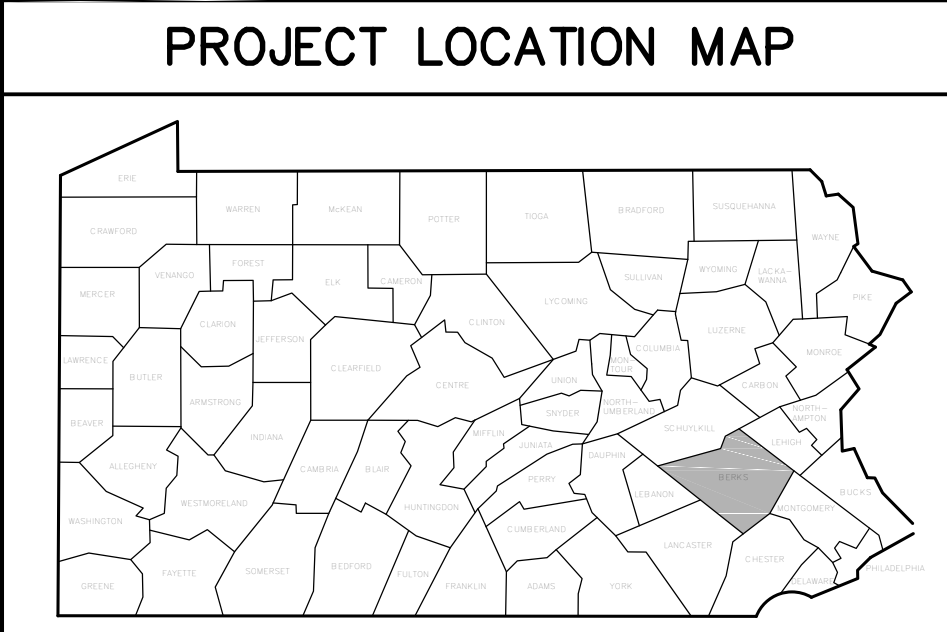 PROJECT LOCATION MAP
ERIE
WARREN
McKEAN
POTTER
TIOGA
BRADFORD
SUSQUEHANNA
CRAWFORD
WAYNE
VENANGO
FOREST
ELK
CAMERON
SULLIVAN
WYOMING
LACKA-
WANNA
MERCER
PIKE
LYCOMING
CLARION
CLINTON
JEFFERSON
LUZERNE
COLUMBIA
MONROE
LAWRENCE
MON-
TOUR
CLEARFIELD
BUTLER
CENTRE
UNION
CARBON
ARMSTRONG
NORTH-
UMBERLAND
NORTH-
AMPTON
SNYDER
BEAVER
SCHUYLKILL
INDIANA
MIFFLIN
JUNIATA
LEHIGH
DAUPHIN
ALLEGHENY
CAMBRIA
BLAIR
PERRY
BERKS
LEBANON
BUCKS
WESTMORELAND
HUNTINGDON
MONTGOMERY
WASHINGTON
CUMBERLAND
LANCASTER
CHESTER
PHILADELPHIA
BEDFORD
SOMERSET
FAYETTE
FULTON
DELAWARE
GREENE
FRANKLIN
ADAMS
YORK